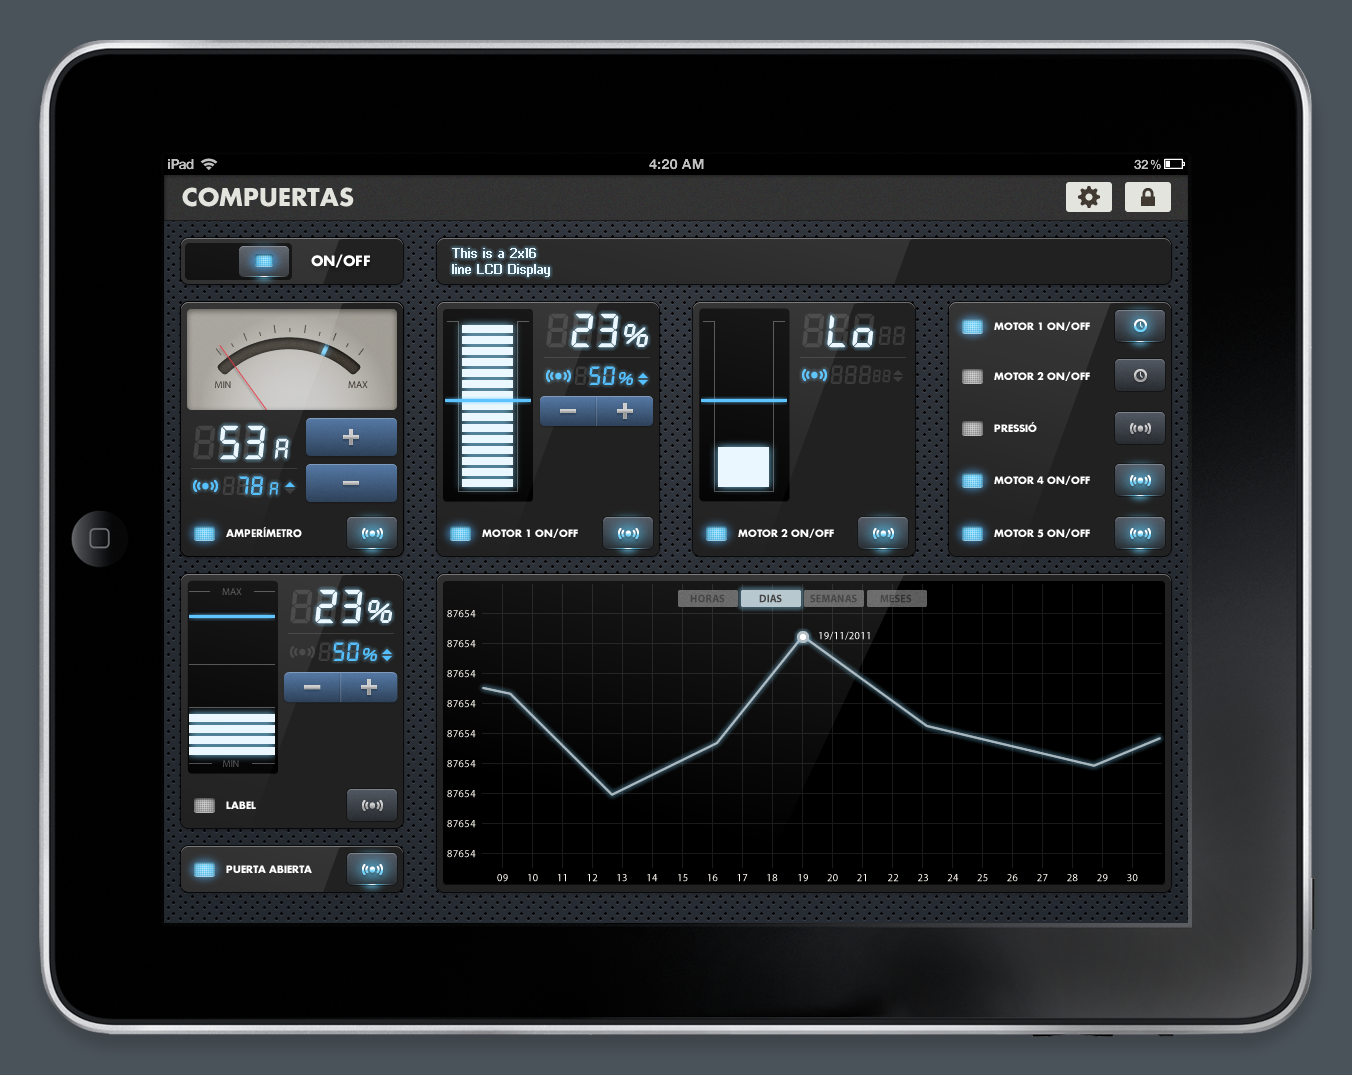 iPad
4:20 AM
32%
COMPUERTAS
ON/OFF
This is a 2x16
line LCD Display
MIN
MAX
53A
78A
AMPERÍMETRO
23%
50%
MOTOR 1 ON/OFF
Lo
MOTOR 2 ON/OFF
MOTOR 1 ON/OFF
MOTOR 2 ON/OFF
PRESSIÓ
MOTOR 4 ON/OFF
MOTOR 5 ON/OFF
MAX
MIN
23%
50%
LABEL
PUERTA ABIERTA
HORAS DIAS SEMANAS MESES
19/11/2011
87654
87654
87654
87654
87654
87654
87654
87654
87654
09 10 11 12 13 14 15 16 17 18 19 20 21 22 23 24 25 26 27 28 29 30